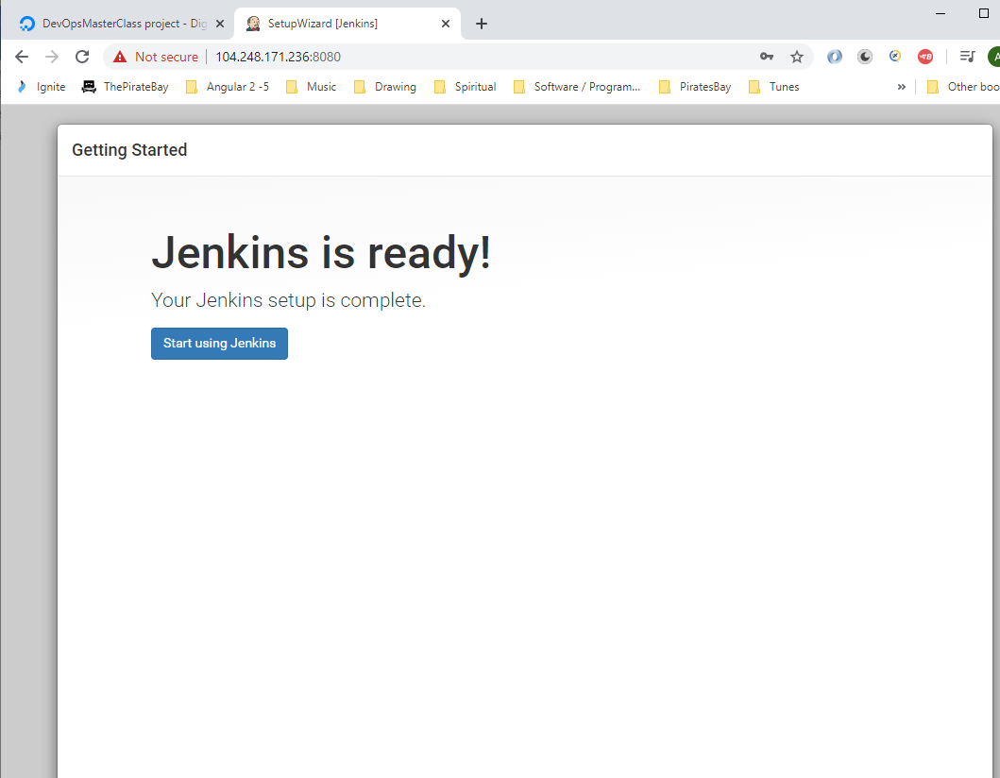 DevOpsMasterClass project - Dig
SetupWizard [Jenkins]
Not secure 104.248.171.236:8080
A
Ignite ThePirateBay Angular 2 -5 Music Drawing Spiritual Software / Program... PiratesBay Tunes » Other boo
Getting Started
Jenkins is ready!
Your Jenkins setup is complete.
Start using Jenkins